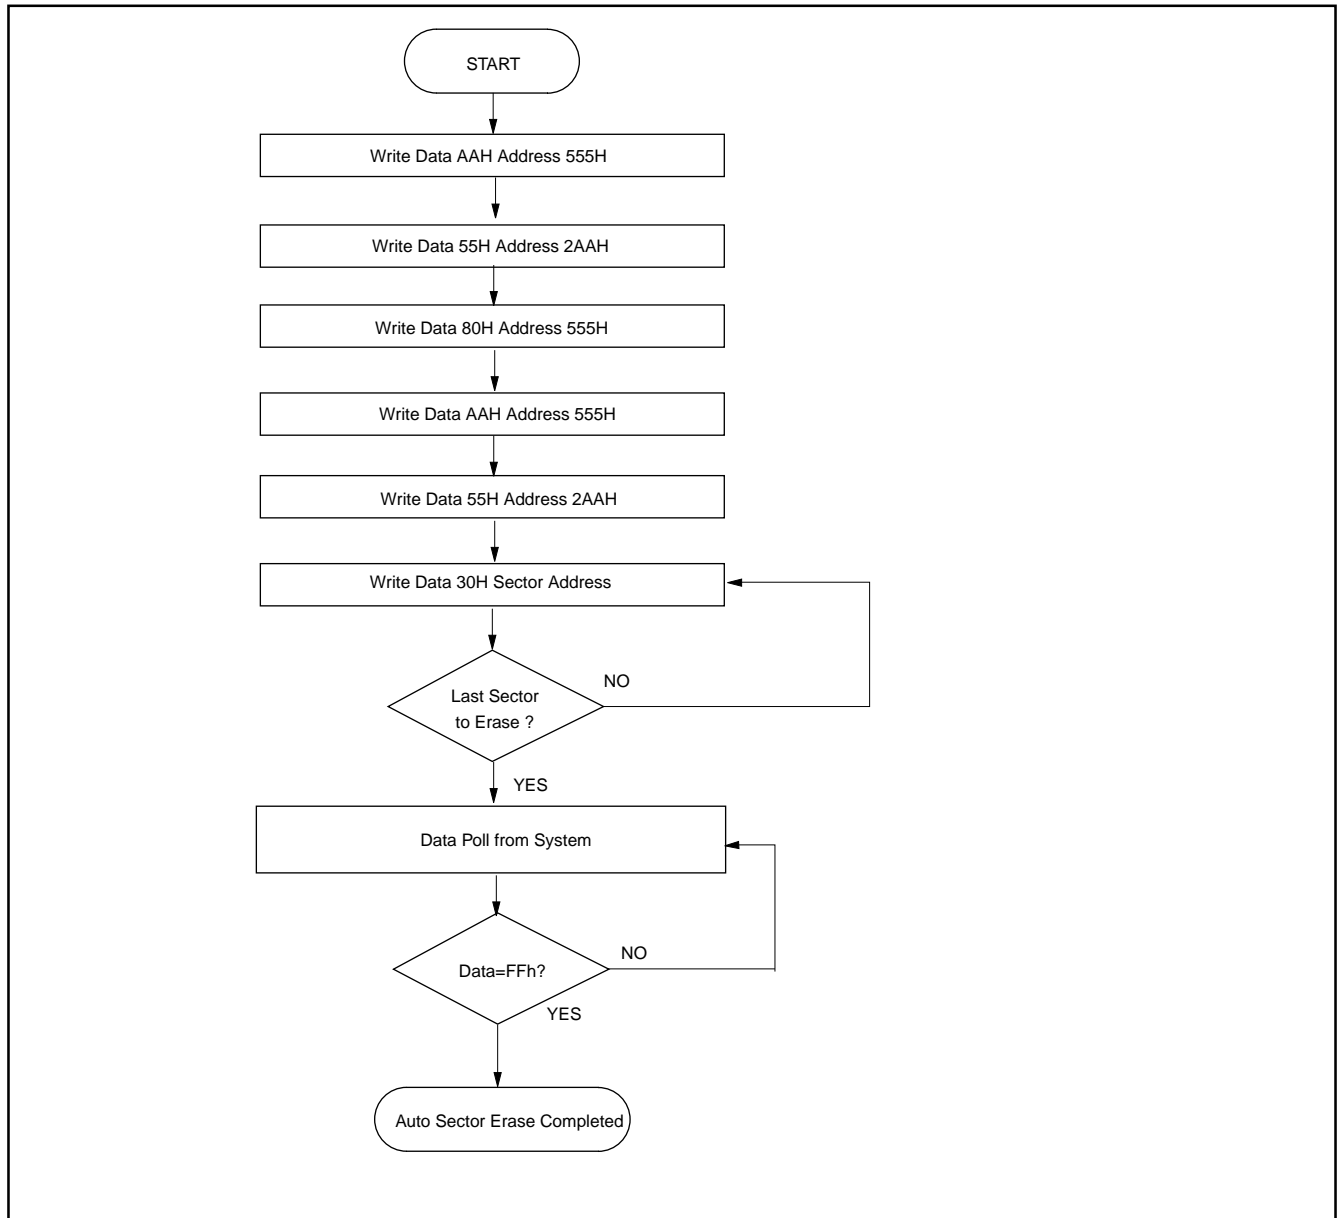 START
Write Data AAH Address 555H
Write Data 55H Address 2AAH
Write Data 80H Address 555H
Write Data AAH Address 555H
Write Data 55H Address 2AAH
Write Data 30H Sector Address
Last Sector
to Erase ?
NO
YES
Data Poll from System
Data=FFh?
NO
YES
Auto Sector Erase Completed